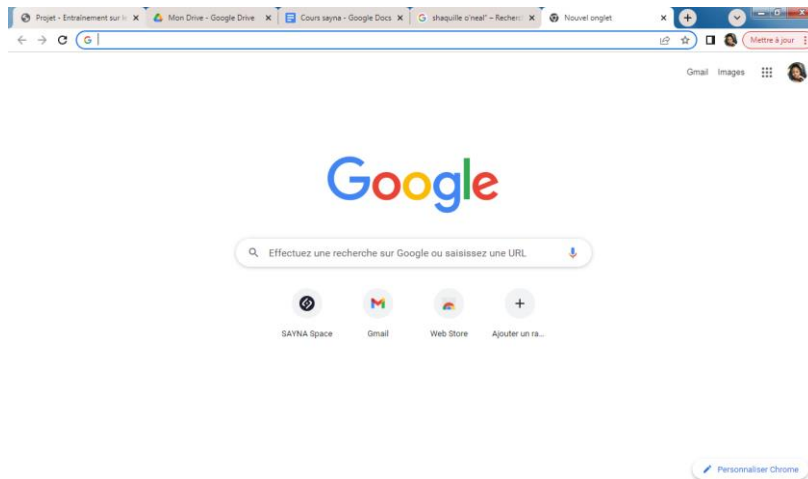 Projet - Entraînement sur le
Mon Drive - Google Drive
Cours sayna - Google Docs
shaquille o'neal" – Recherc
Nouvel onglet
Mettre à jour
Gmail
Images
Google
Effectuez une recherche sur Google ou saisissez une URL
SAYNA Space
Gmail
Web Store
Ajouter un ra...
Personnaliser Chrome